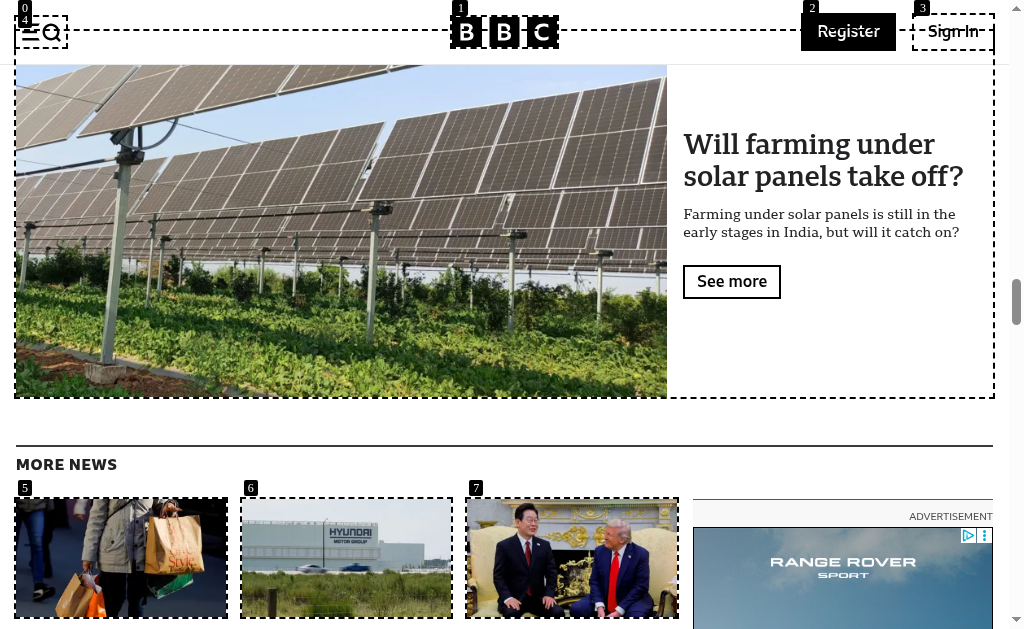 0
4
1
BBC
2
Register
3
Sign In
Will farming under
solar panels take off?
Farming under solar panels is still in the
early stages in India, but will it catch on?
See more
MORE NEWS
5
Style
6
HYUNDAI
MOTOR GROUP
7
ADVERTISEMENT
RANGE ROVER
SPORT